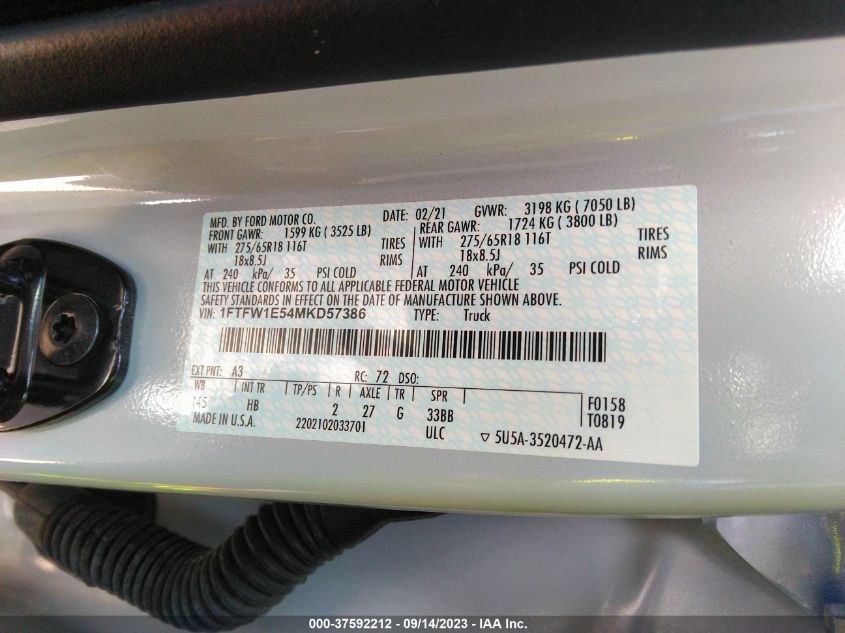 MFD. BY FORD MOTOR CO. DATE: 02/21 GVWR: 3198 KG ( 7050 LB)
FRONT GAWR: 1599 KG ( 3525 LB) REAR GAWR: 1724 KG ( 3800 LB)
WITH 275/65R18 116T TIRES WITH 275/65R18 116T TIRES
18x8.5J RIMS 18x8.5J RIMS
AT 240 kPa/ 35 PSI COLD AT 240 kPa/ 35 PSI COLD
THIS VEHICLE CONFORMS TO ALL APPLICABLE FEDERAL MOTOR VEHICLE
SAFETY STANDARDS IN EFFECT ON THE DATE OF MANUFACTURE SHOWN ABOVE.
VIN: 1FTFW1E54MKD57386 TYPE: Truck
EXT PNT: A3 RC: 72 DSO:
WB INT TR TP/PS R AXLE TR SPR
145 HB 2 27 G 33BB F0158
MADE IN U.S.A. 2202102033701 ULC T0819
▽ 5U5A-3520472-AA
000-37592212 - 09/14/2023 - IAA Inc.